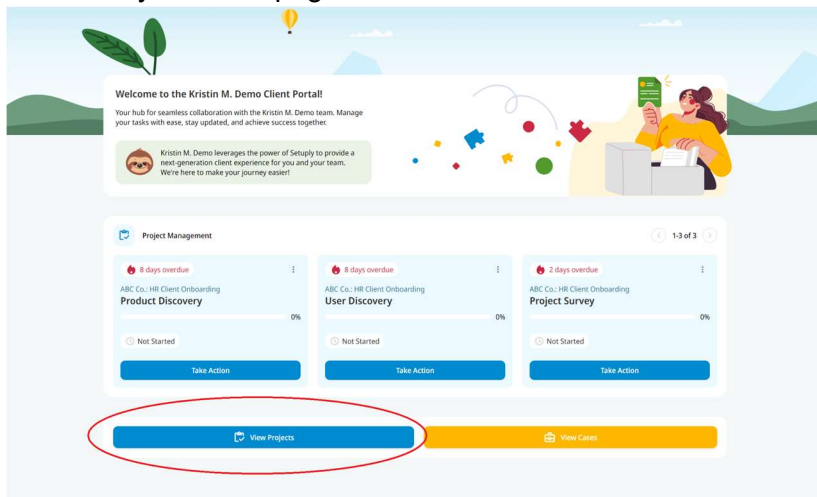 Welcome to the Kristin M. Demo Client Portal!
Your hub for seamless collaboration with the Kristin M. Demo team. Manage
your tasks with ease, stay updated, and achieve success together.
Kristin M. Demo leverages the power of Setuply to provide a
next-generation client experience for you and your team.
We're here to make your journey easier!
Project Management
1-3 of 3
8 days overdue
ABC Co.: HR Client Onboarding
Product Discovery
0%
Not Started
Take Action
8 days overdue
ABC Co.: HR Client Onboarding
User Discovery
0%
Not Started
Take Action
2 days overdue
ABC Co.: HR Client Onboarding
Project Survey
0%
Not Started
Take Action
View Projects
View Cases